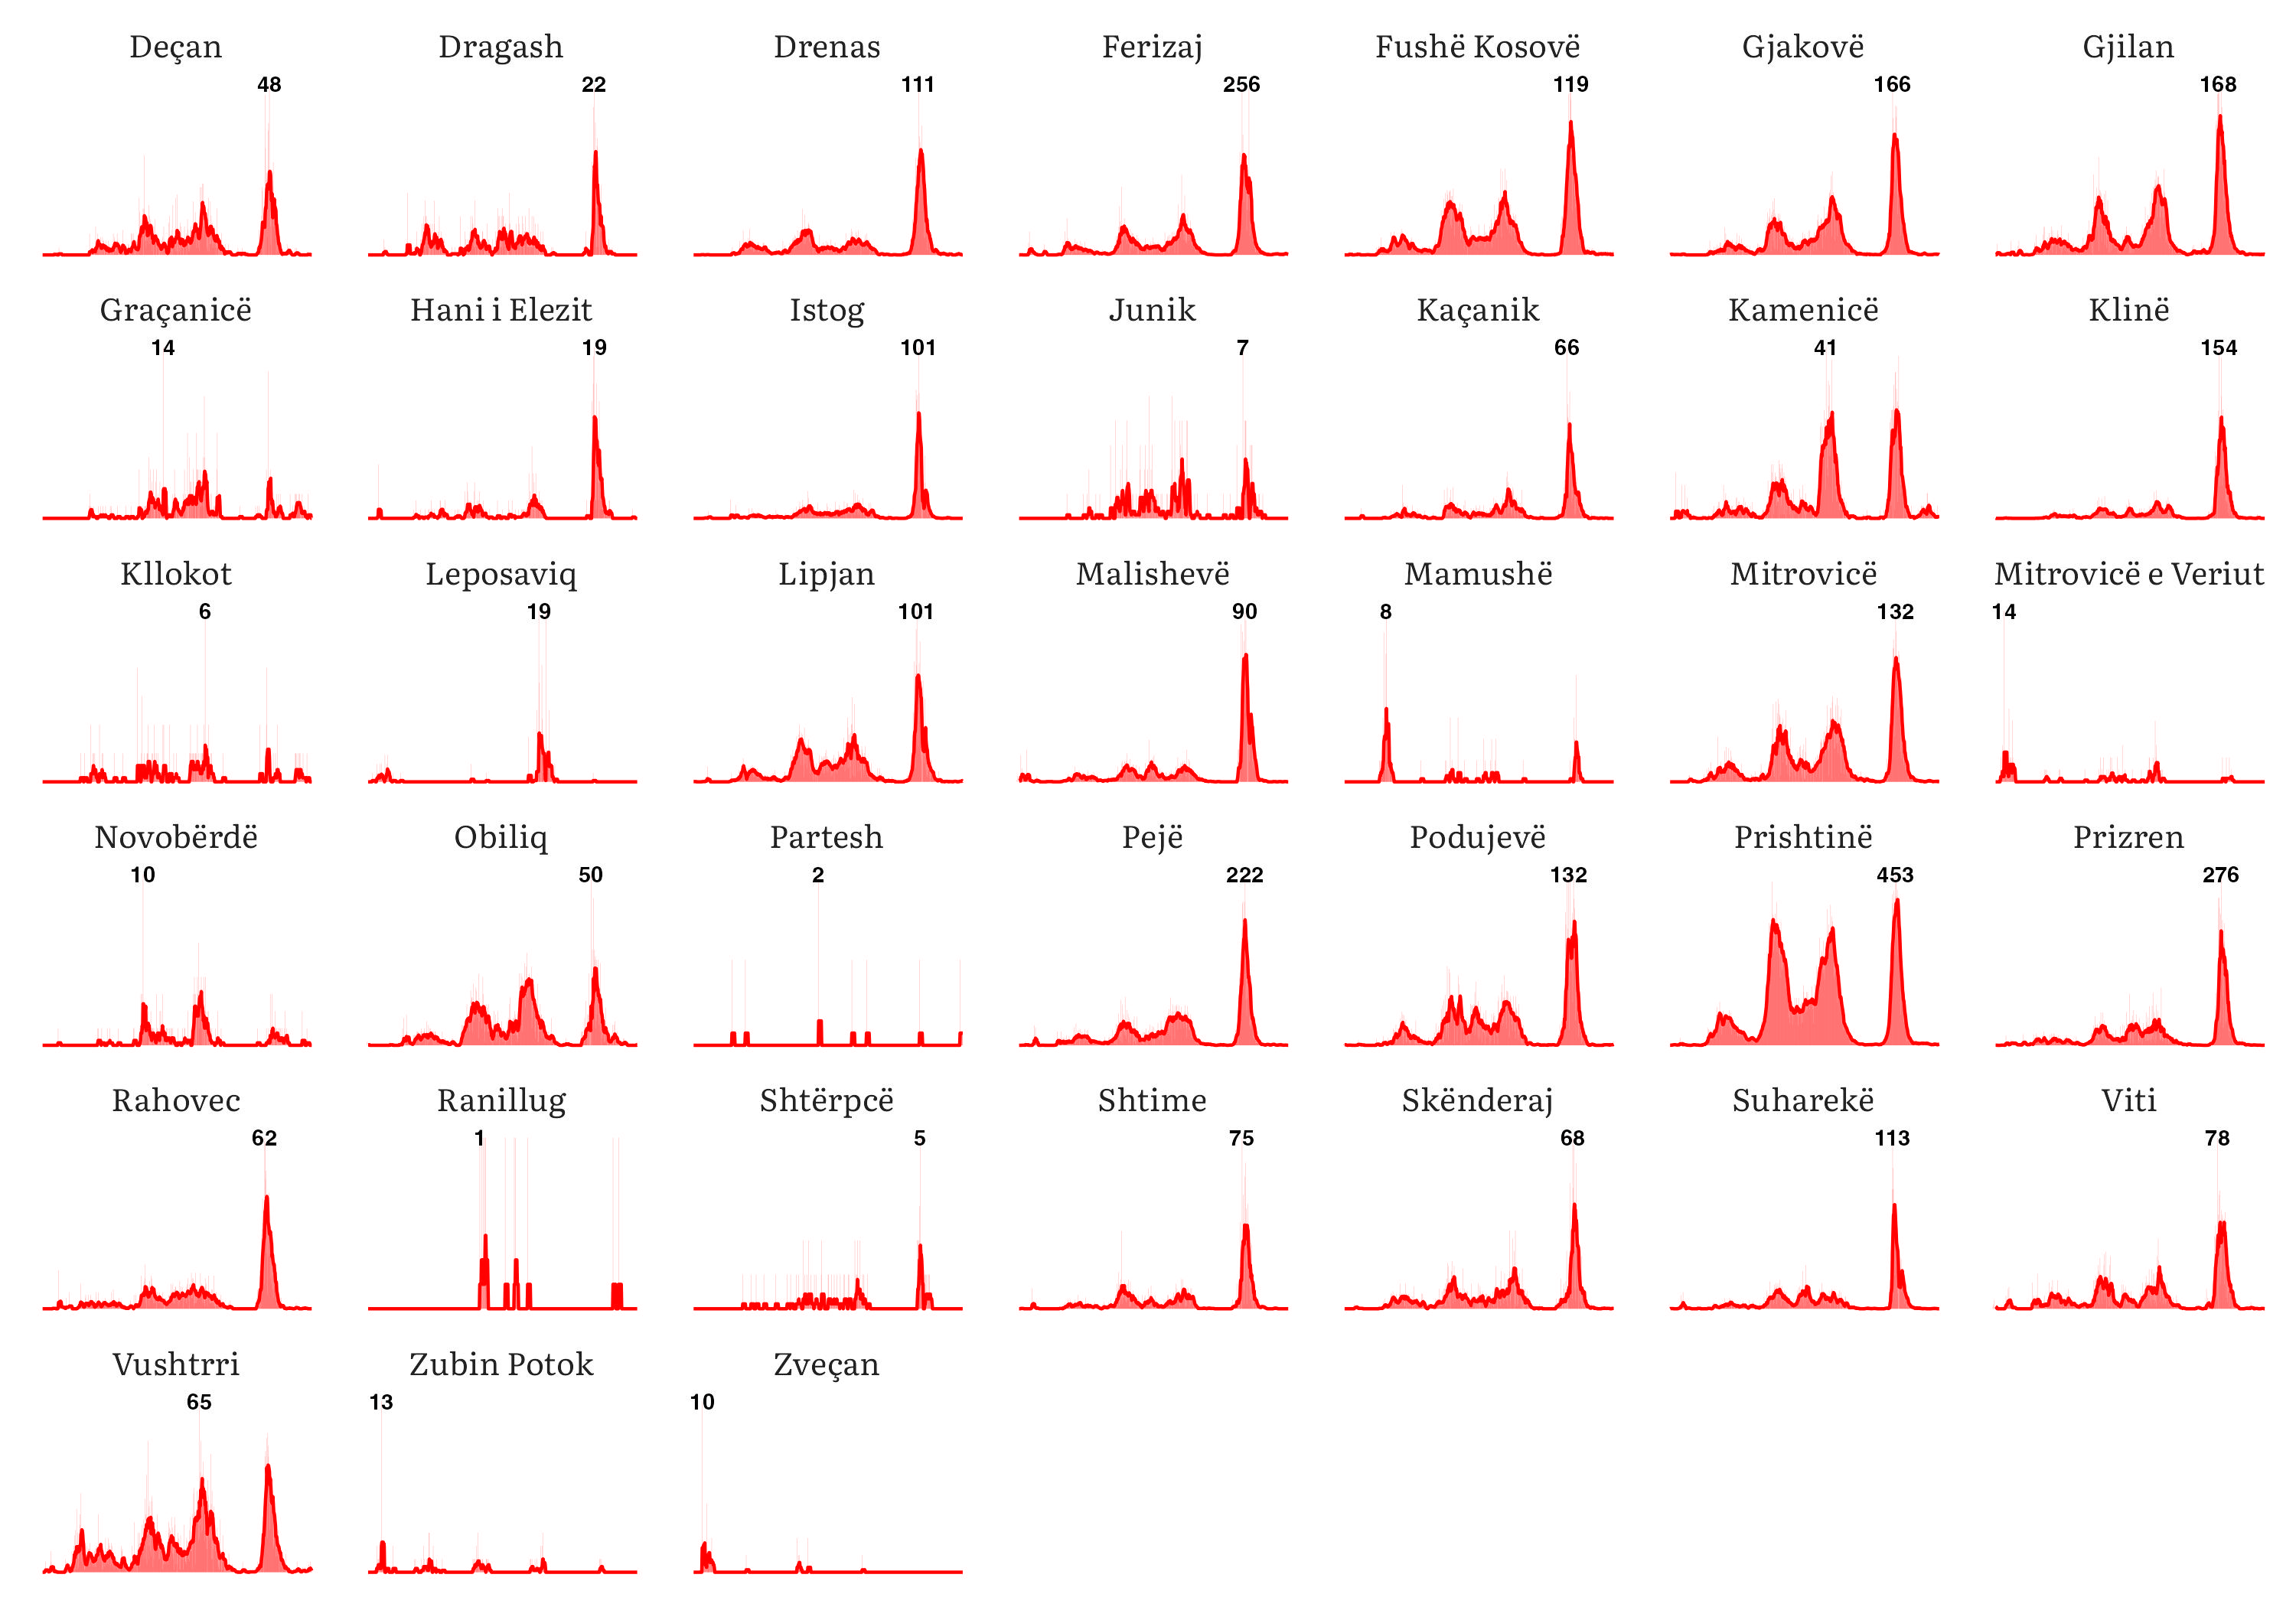 Deçan Dragash Drenas Ferizaj Fushë Kosovë Gjakovë Gjilan
48 22 111 256 119 166 168
Graçanicë Hani i Elezit Istog Junik Kaçanik Kamenicë Klinë
14 19 101 7 66 41 154
Kllokot Leposaviq Lipjan Malishevë Mamushë Mitrovicë Mitrovicë e Veriut
6 19 101 90 8 132 14
Novobërdë Obiliq Partesh Pejë Podujevë Prishtinë Prizren
10 50 2 222 132 453 276
Rahovec Ranillug Shtërpcë Shtime Skënderaj Suharekë Viti
62 1 5 75 68 113 78
Vushtrri Zubin Potok Zveçan
65 13 10